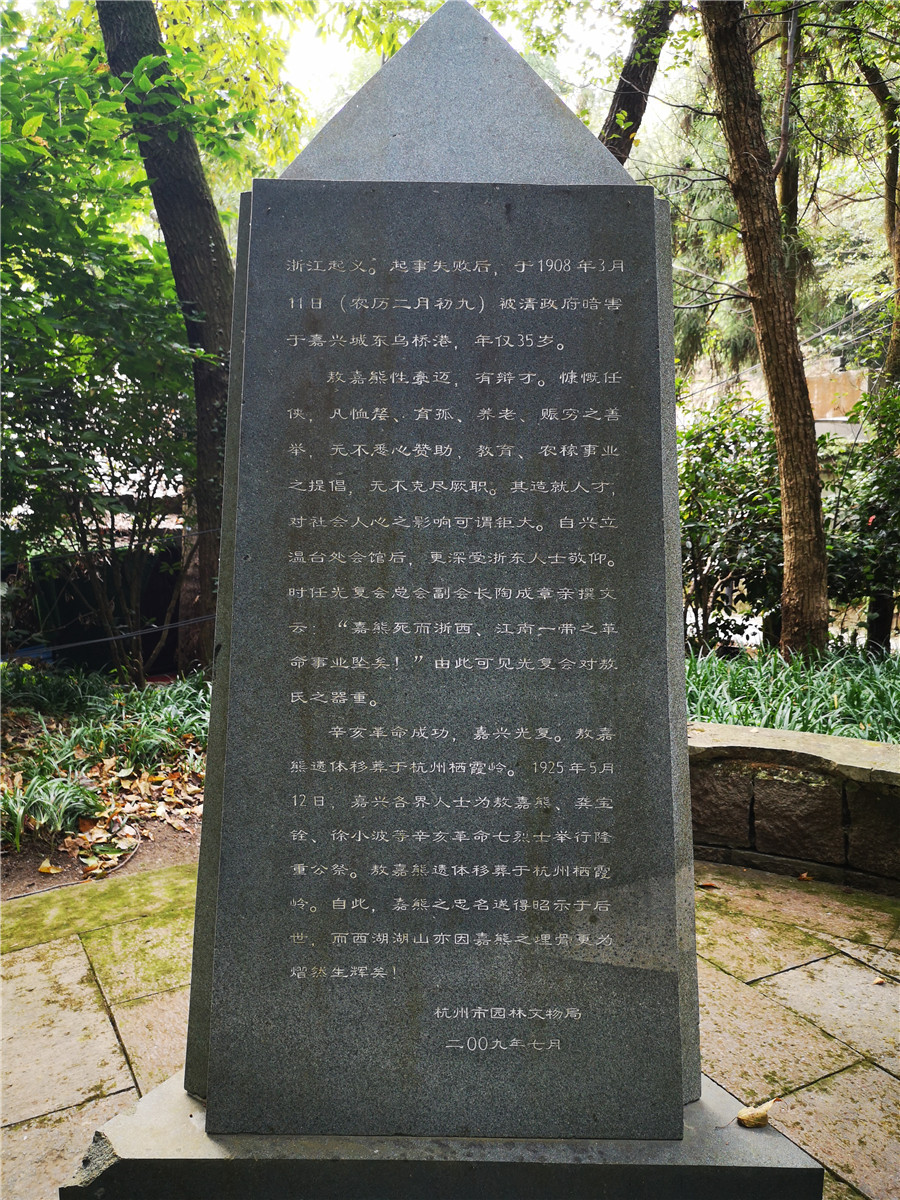 浙江起义。起事失败后，于1908年3月
11日（农历二月初九）被清政府暗害
于嘉兴城东乌桥港，年仅35岁。
敖嘉熊性豪迈，有辩才。慷慨任
侠，凡恤嫠、育孤、养老、赈穷之善
举，无不悉心赞助，教育、农稼事业
之提倡，无不克尽厥职。其造就人才，
对社会人心之影响可谓钜大。自兴立
温台处会馆后，更深受浙东人士敬仰。
时任光复会总会副会长陶成章亲撰文
云：“嘉熊死而浙西、江南一带之革
命事业坠矣！”由此可见光复会对敖
氏之器重。
辛亥革命成功，嘉兴光复。敖嘉
熊遗体移葬于杭州栖霞岭。1925年5月
12日，嘉兴各界人士为敖嘉熊、龚宝
铨、徐小波等辛亥革命七烈士举行隆
重公祭。敖嘉熊遗体移葬于杭州栖霞
岭。自此，嘉熊之忠名遂得昭示于后
世，而西湖湖山亦因嘉熊之埋骨更为
熠然生辉矣！
杭州市园林文物局
二00九年七月